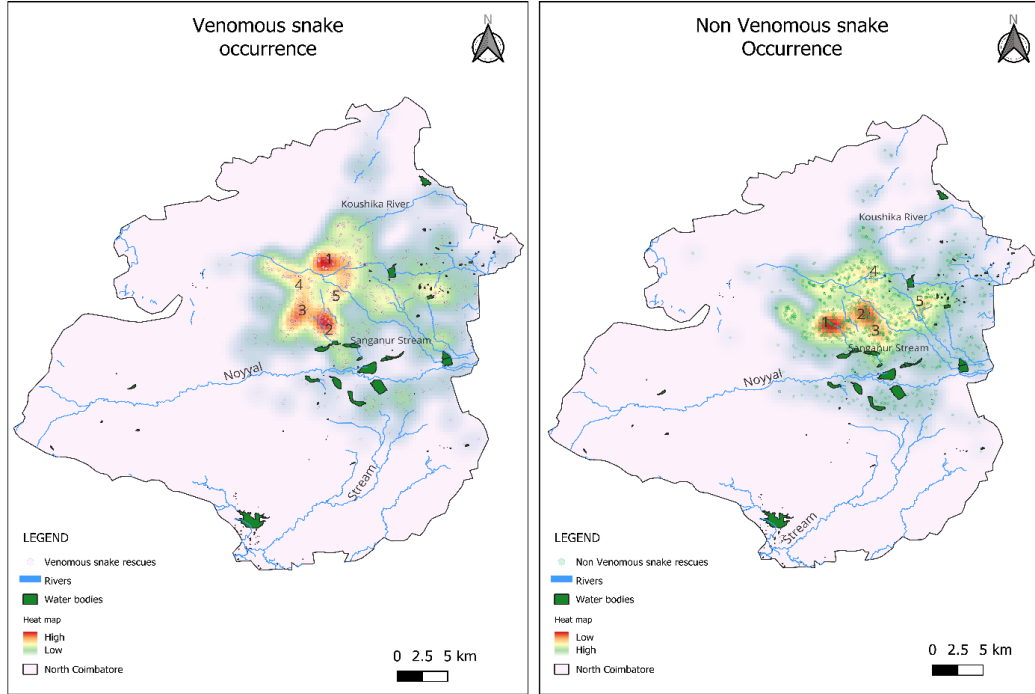 Venomous snake
occurrence
N
Koushika River
1
4
5
3
2
Sanganur Stream
Noyyal
Stream
LEGEND
Venomous snake rescues
Rivers
Water bodies
Heat map
High
Low
North Coimbatore
0 2.5 5 km
Non Venomous snake
Occurrence
N
Koushika River
4
5
2
1
3
Sanganur Stream
Noyyal
Stream
LEGEND
Non Venomous snake rescues
Rivers
Water bodies
Heat map
Low
High
North Coimbatore
0 2.5 5 km